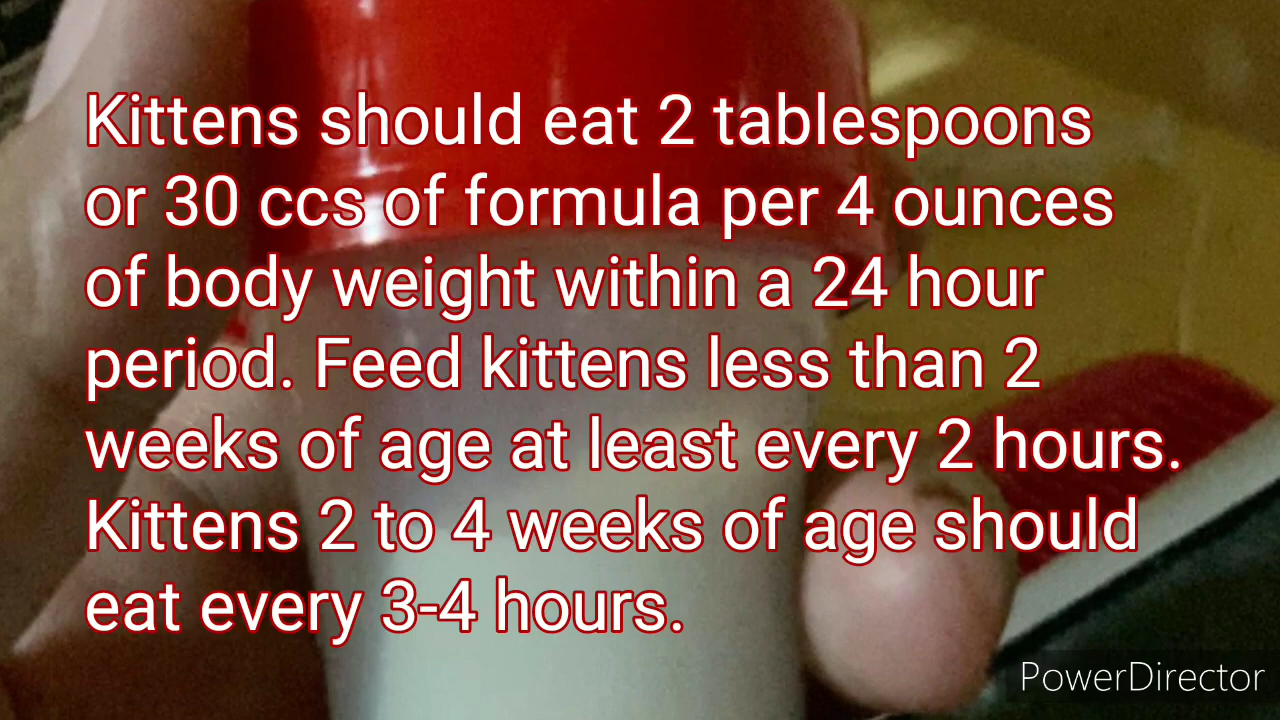 Kittens should eat 2 tablespoons
or 30 ccs of formula per 4 ounces
of body weight within a 24 hour
period. Feed kittens less than 2
weeks of age at least every 2 hours.
Kittens 2 to 4 weeks of age should
eat every 3-4 hours.
PowerDirector